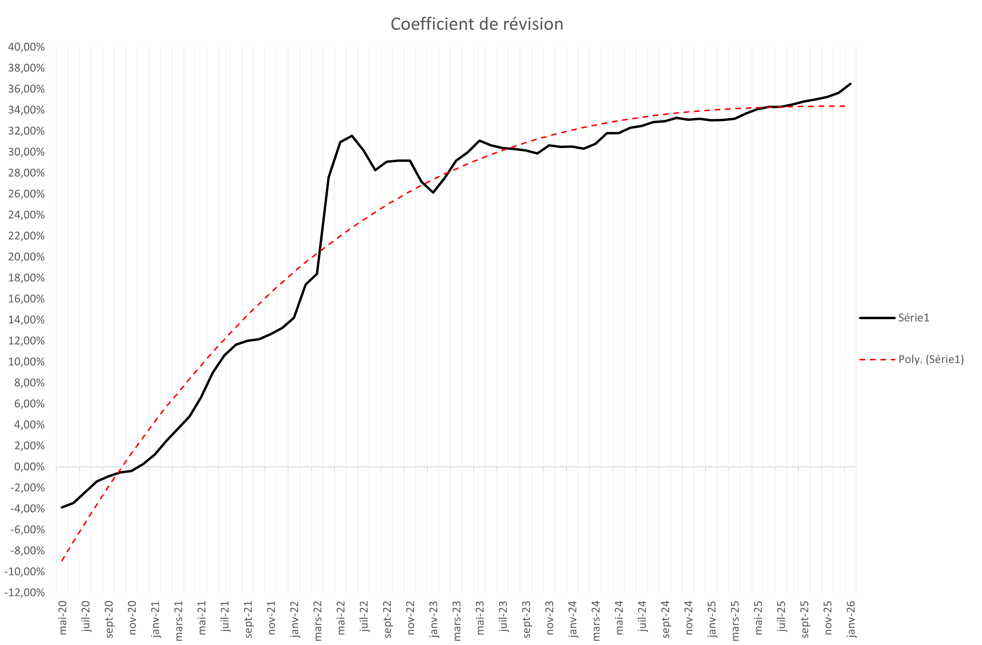 Coefficient de révision
40,00%
38,00%
36,00%
34,00%
32,00%
30,00%
28,00%
26,00%
24,00%
22,00%
20,00%
18,00%
16,00%
14,00%
12,00%
10,00%
8,00%
6,00%
4,00%
2,00%
0,00%
-2,00%
-4,00%
-6,00%
-8,00%
-10,00%
-12,00%
mai-20
juil-20
sept-20
nov-20
janv-21
mars-21
mai-21
juil-21
sept-21
nov-21
janv-22
mars-22
mai-22
juil-22
sept-22
nov-22
janv-23
mars-23
mai-23
juil-23
sept-23
nov-23
janv-24
mars-24
mai-24
juil-24
sept-24
nov-24
janv-25
mars-25
mai-25
juil-25
sept-25
nov-25
janv-26
Série1
Poly. (Série1)